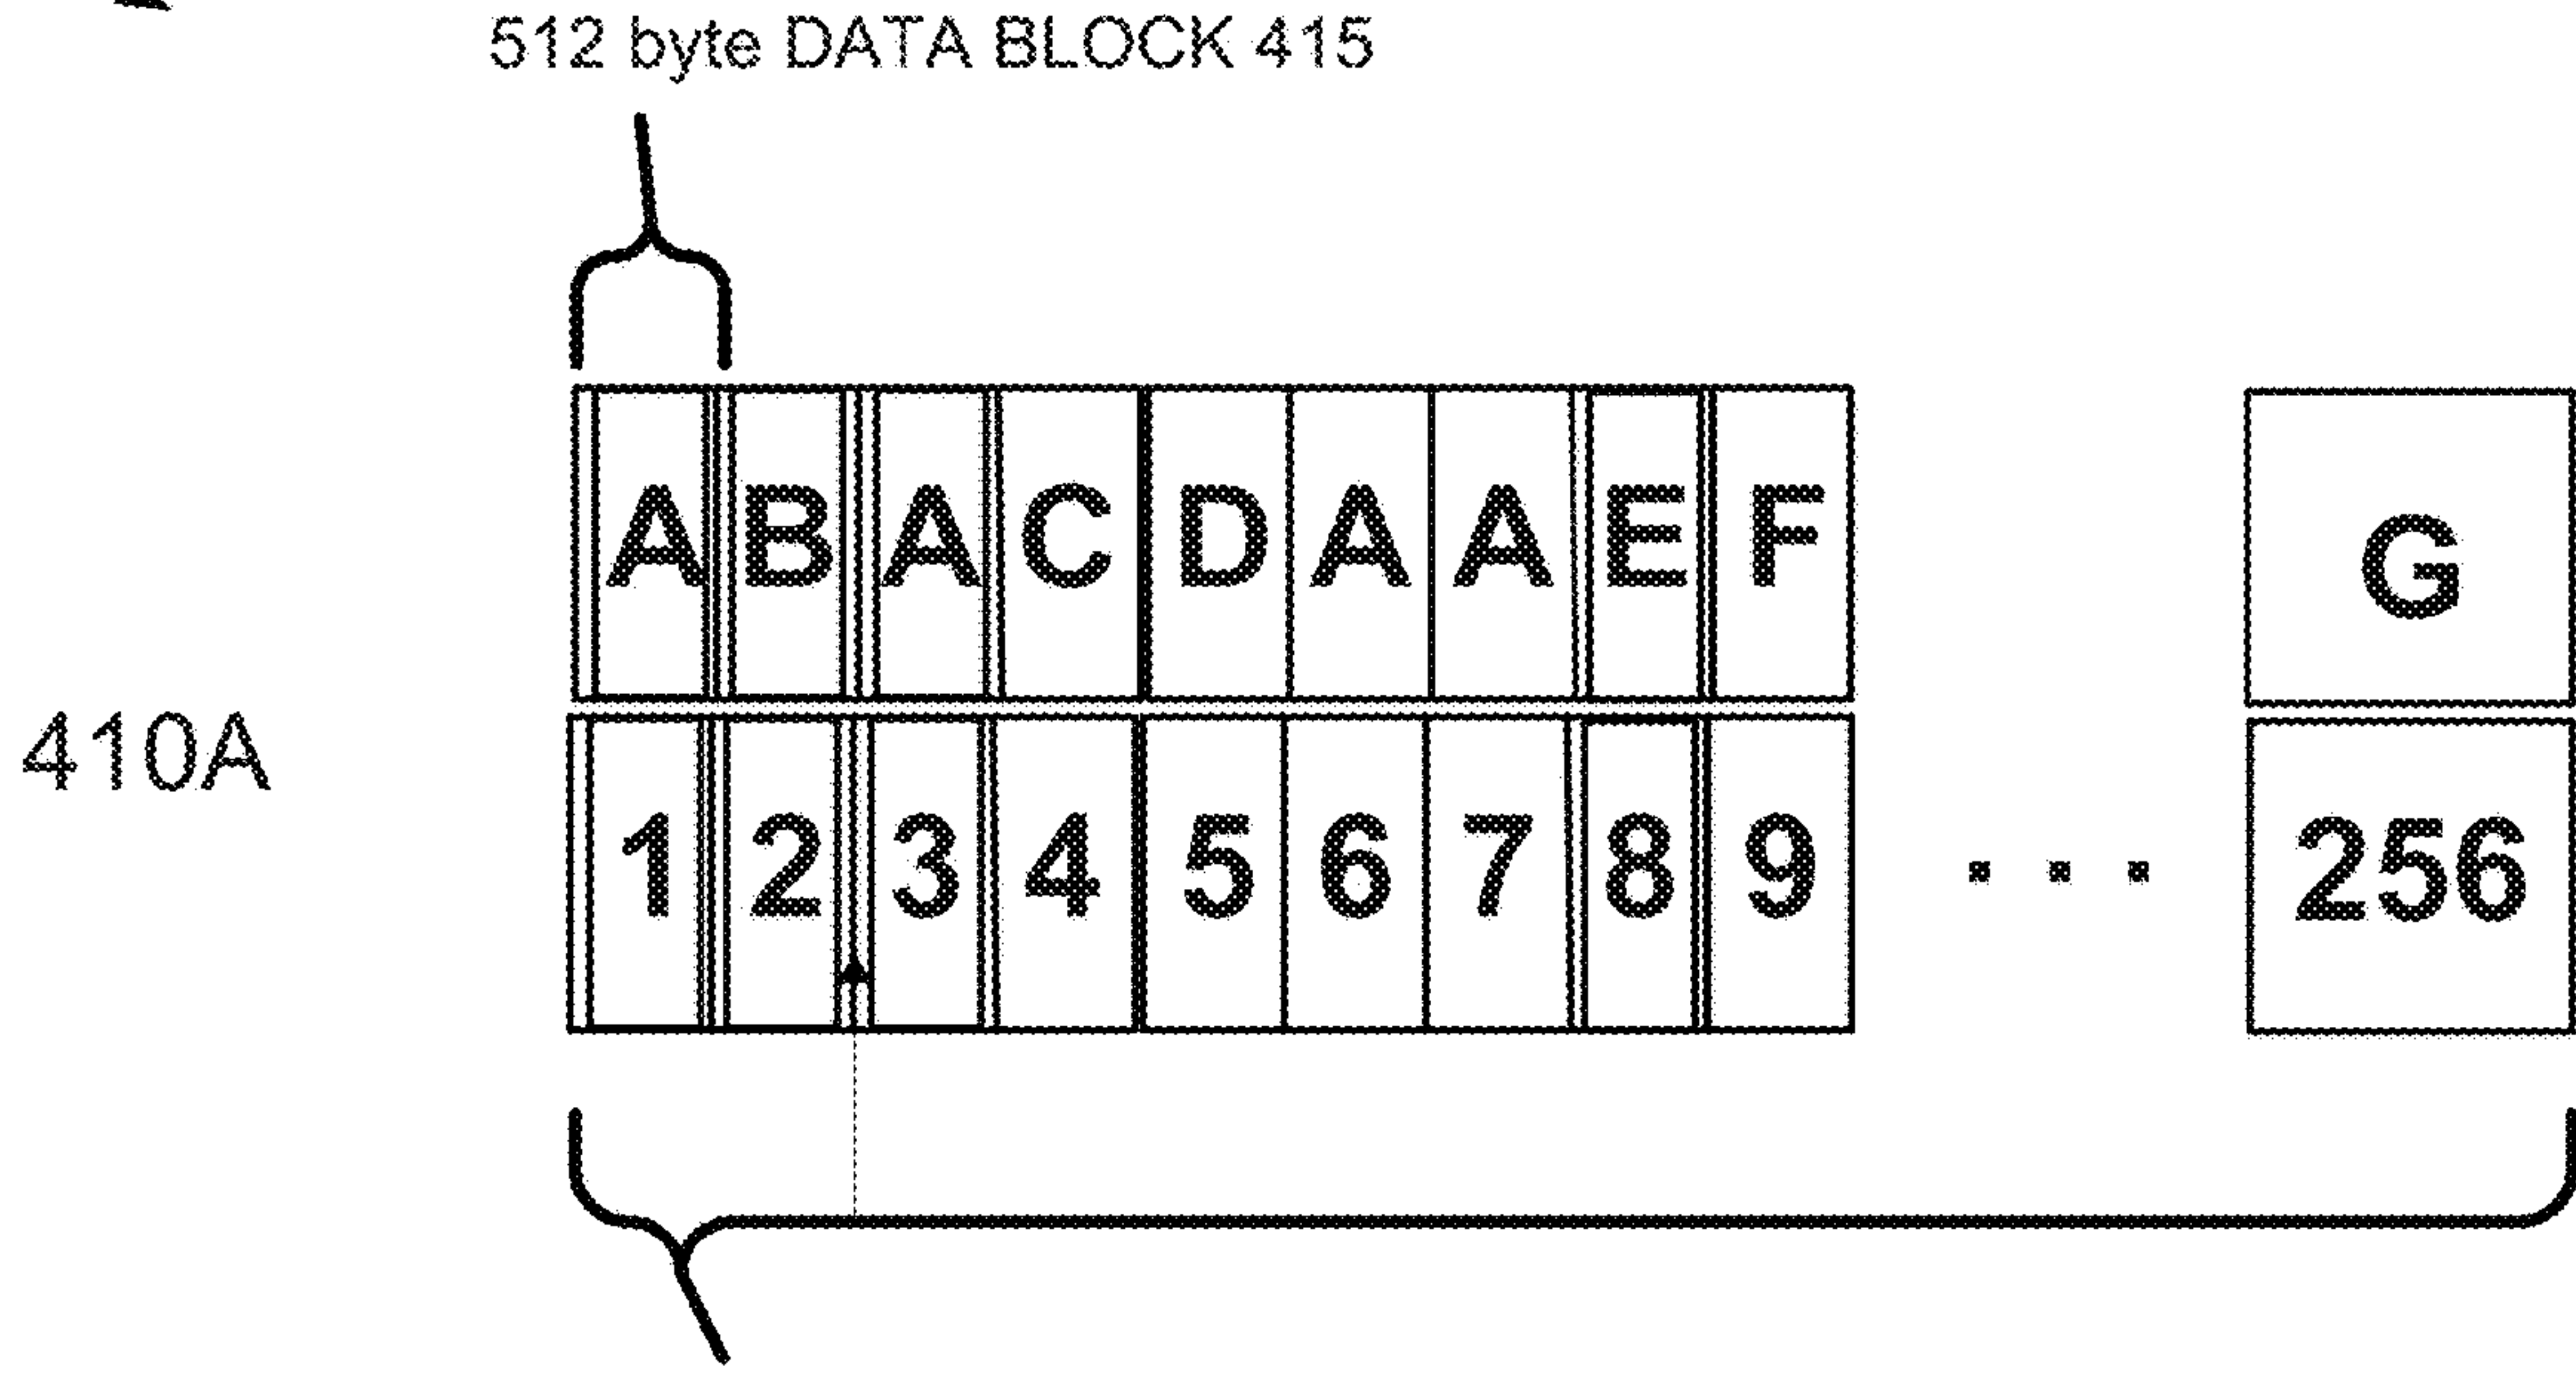 512 byte DATA BLOCK 415
A B A C D A A E F G
410A
1 2 3 4 5 6 7 8 9 . . . 256